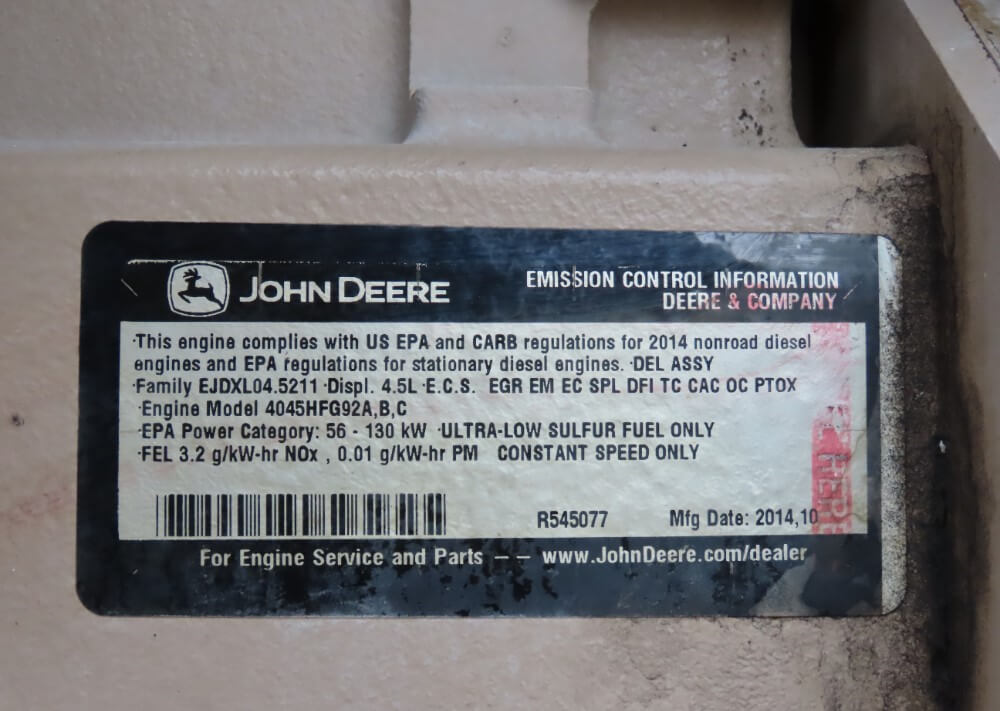 JOHN DEERE
EMISSION CONTROL INFORMATION
DEERE & COMPANY
·This engine complies with US EPA and CARB regulations for 2014 nonroad diesel
engines and EPA regulations for stationary diesel engines. ·DEL ASSY
·Family EJDXL04.5211 ·Displ. 4.5L ·E.C.S. EGR EM EC SPL DFI TC CAC OC PTOX
·Engine Model 4045HFG92A,B,C
·EPA Power Category: 56 - 130 kW ·ULTRA-LOW SULFUR FUEL ONLY
·FEL 3.2 g/kW-hr NOx , 0.01 g/kW-hr PM CONSTANT SPEED ONLY
R545077 Mfg Date: 2014,10
For Engine Service and Parts — — www.JohnDeere.com/dealer